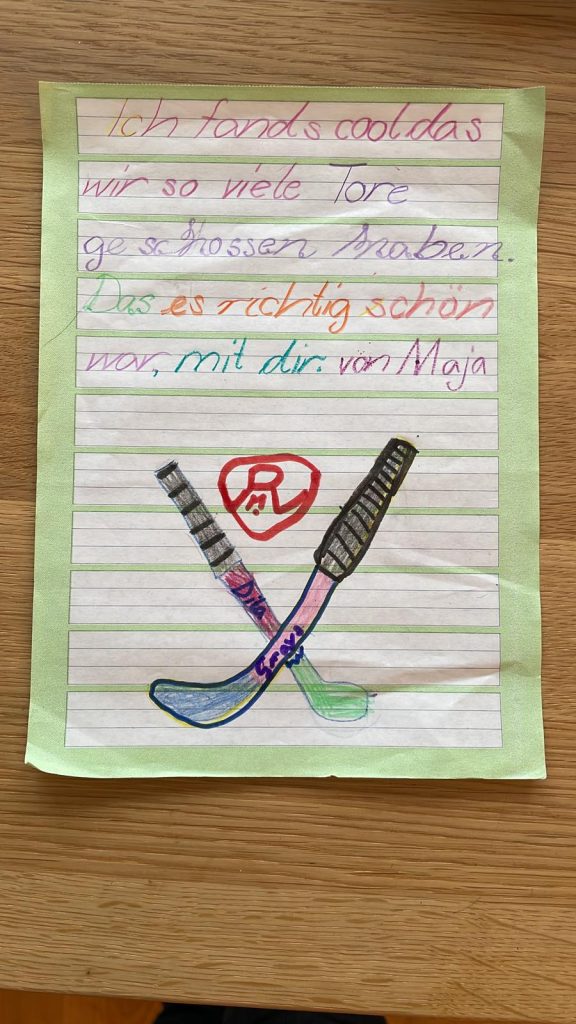 Ich fands cool das
wir so viele Tore
geschossen haben.
Das es richtig schön
war, mit dir. von Maja
Dita